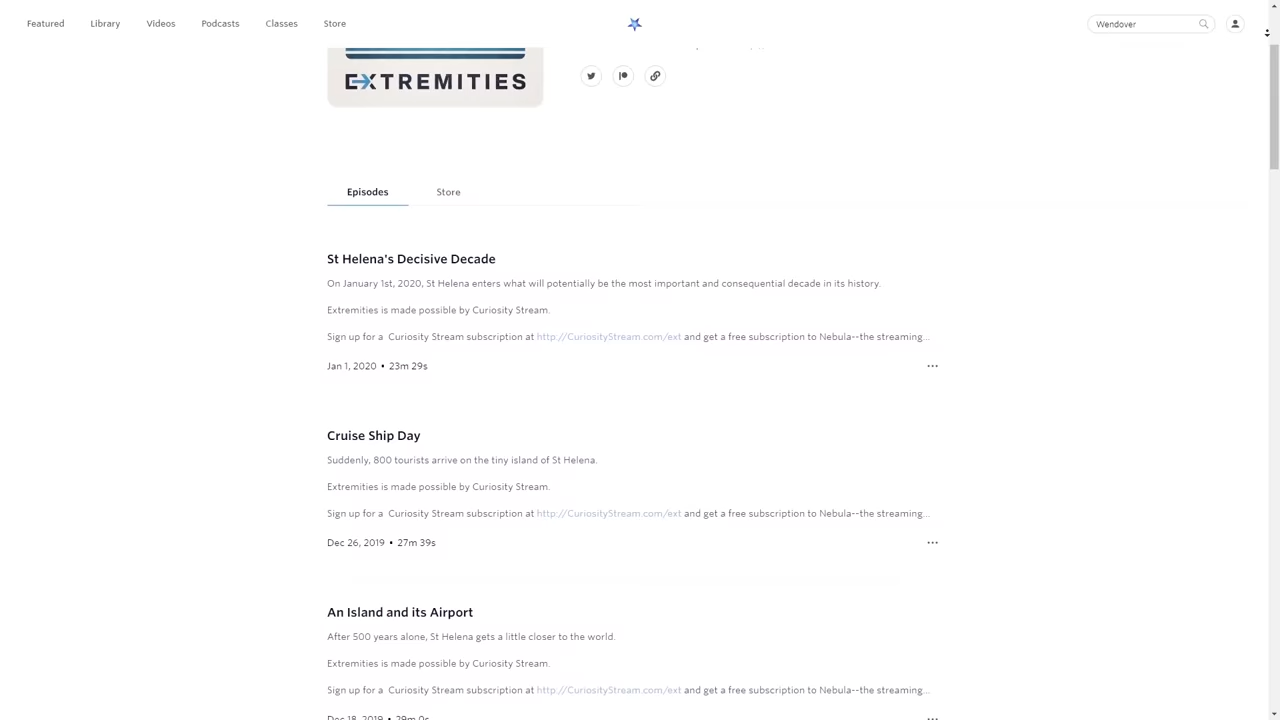 Featured
Library
Videos
Podcasts
Classes
Store
Wendover
EXTREMITIES
Episodes
Store
St Helena's Decisive Decade
On January 1st, 2020, St Helena enters what will potentially be the most important and consequential decade in its history.
Extremities is made possible by Curiosity Stream.
Sign up for a Curiosity Stream subscription at http://CuriosityStream.com/ext and get a free subscription to Nebula--the streaming...
Jan 1, 2020 • 23m 29s
Cruise Ship Day
Suddenly, 800 tourists arrive on the tiny island of St Helena.
Extremities is made possible by Curiosity Stream.
Sign up for a Curiosity Stream subscription at http://CuriosityStream.com/ext and get a free subscription to Nebula--the streaming...
Dec 26, 2019 • 27m 39s
An Island and its Airport
After 500 years alone, St Helena gets a little closer to the world.
Extremities is made possible by Curiosity Stream.
Sign up for a Curiosity Stream subscription at http://CuriosityStream.com/ext and get a free subscription to Nebula--the streaming...
Dec 18, 2019 • 29m 0s